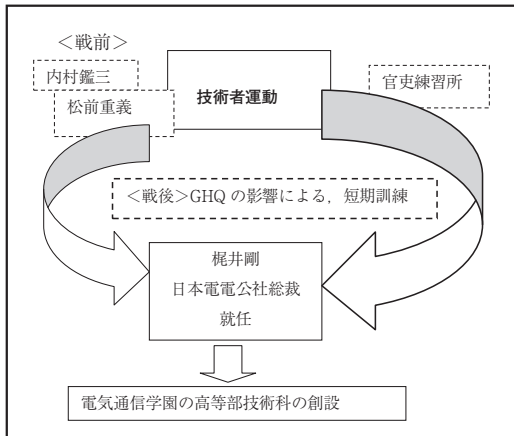 ＜戦前＞
内村鑑三
松前重義
技術者運動
官吏練習所
＜戦後＞GHQ の影響による，短期訓練
梶井剛
日本電電公社総裁
就任
電気通信学園の高等部技術科の創設